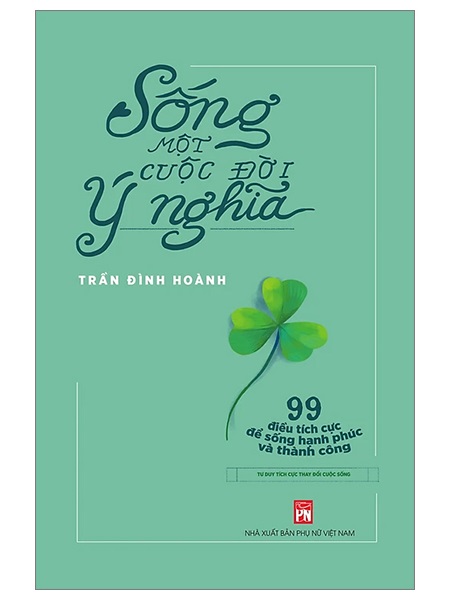 Sống
MỘT
CUỘC ĐỜI
Ý nghĩa
TRẦN ĐÌNH HOÀNH
99
điều tích cực
để sống hạnh phúc
và thành công
TƯ DUY TÍCH CỰC THAY ĐỔI CUỘC SỐNG
PN
NHÀ XUẤT BẢN PHỤ NỮ VIỆT NAM